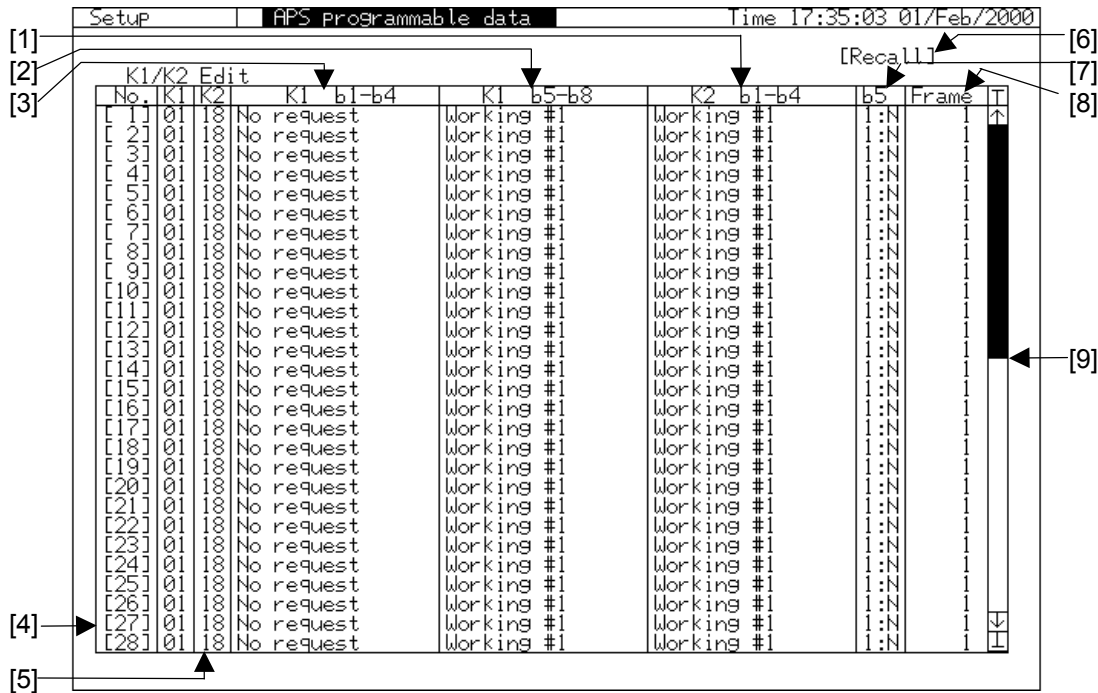 Setup APS programmable data Time 17:35:03 01/Feb/2000
[1] [Recall] [6]
[2] K1/K2 Edit [7]
[3] No. K1 K2 K1 b1-b4 K1 b5-b8 K2 b1-b4 b5 Frame [8]
[ 1] 01 18 No request Working #1 Working #1 1:N 1
[ 2] 01 18 No request Working #1 Working #1 1:N 1
[ 3] 01 18 No request Working #1 Working #1 1:N 1
[ 4] 01 18 No request Working #1 Working #1 1:N 1
[ 5] 01 18 No request Working #1 Working #1 1:N 1
[ 6] 01 18 No request Working #1 Working #1 1:N 1
[ 7] 01 18 No request Working #1 Working #1 1:N 1
[ 8] 01 18 No request Working #1 Working #1 1:N 1
[ 9] 01 18 No request Working #1 Working #1 1:N 1
[10] 01 18 No request Working #1 Working #1 1:N 1
[11] 01 18 No request Working #1 Working #1 1:N 1
[12] 01 18 No request Working #1 Working #1 1:N 1
[13] 01 18 No request Working #1 Working #1 1:N 1 [9]
[14] 01 18 No request Working #1 Working #1 1:N 1
[15] 01 18 No request Working #1 Working #1 1:N 1
[16] 01 18 No request Working #1 Working #1 1:N 1
[17] 01 18 No request Working #1 Working #1 1:N 1
[18] 01 18 No request Working #1 Working #1 1:N 1
[19] 01 18 No request Working #1 Working #1 1:N 1
[20] 01 18 No request Working #1 Working #1 1:N 1
[21] 01 18 No request Working #1 Working #1 1:N 1
[22] 01 18 No request Working #1 Working #1 1:N 1
[23] 01 18 No request Working #1 Working #1 1:N 1
[24] 01 18 No request Working #1 Working #1 1:N 1
[25] 01 18 No request Working #1 Working #1 1:N 1
[26] 01 18 No request Working #1 Working #1 1:N 1
[4] [27] 01 18 No request Working #1 Working #1 1:N 1
[28] 01 18 No request Working #1 Working #1 1:N 1
[5]